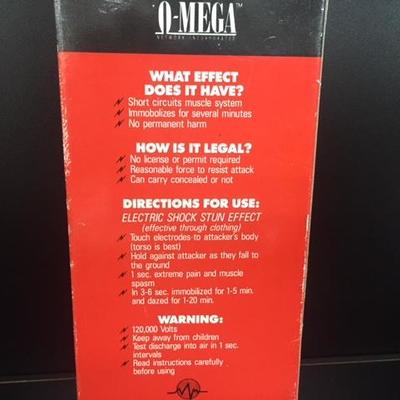 Q-MEGA™
NETWORK INCORPORATED
WHAT EFFECT
DOES IT HAVE?
Short circuits muscle system
Immobolizes for several minutes
No permanent harm
HOW IS IT LEGAL?
No license or permit required
Reasonable force to resist attack
Can carry concealed or not
DIRECTIONS FOR USE:
ELECTRIC SHOCK STUN EFFECT
(effective through clothing)
Touch electrodes to attacker's body
(torso is best)
Hold against attacker as they fall to
the ground
1 sec. extreme pain and muscle
spasm
In 3-6 sec. immobilized for 1-5 min.
and dazed for 1-20 min.
WARNING:
120,000 Volts
Keep away from children
Test discharge into air in 1 sec.
intervals
Read instructions carefully
before using